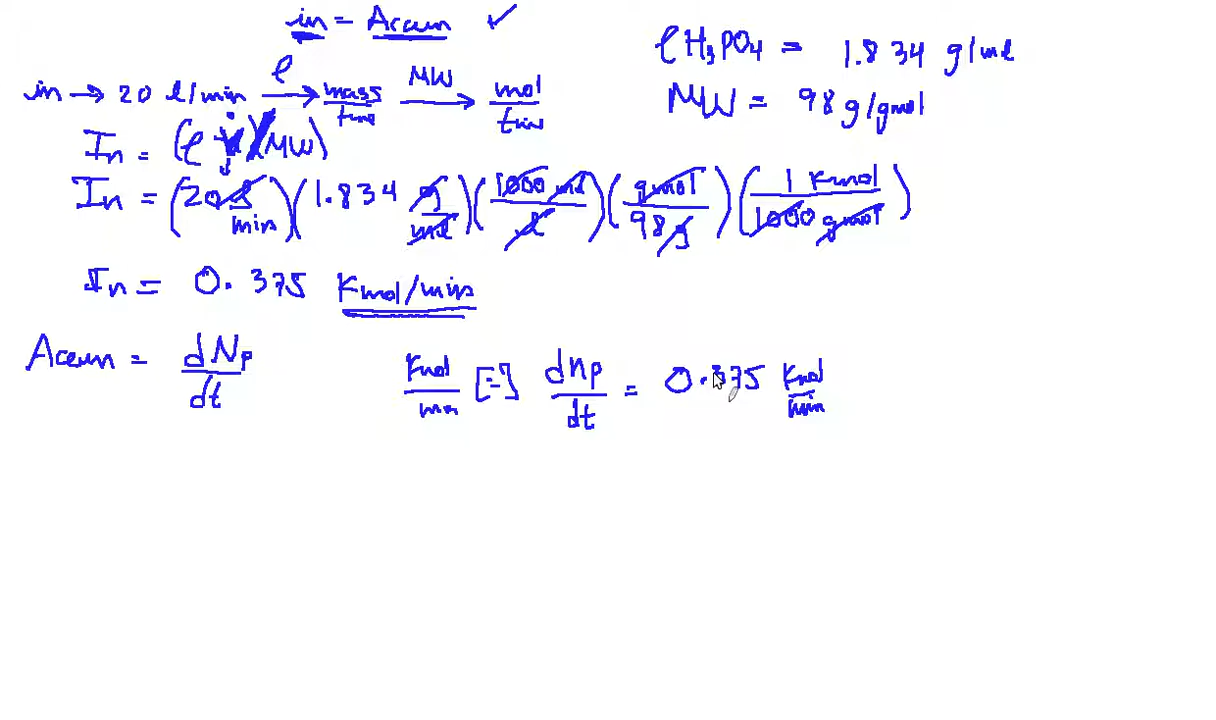 in = Accum ✓
ρ H₃PO₄ = 1.834 g/ml
in → 20 l/min —ρ→ mass/time —MW→ mol/time
MW = 98 g/gmol
In = (ρ V̇)(MW)
In = (20 l/min)(1.834 g/ml)(1000 ml/l)(gmol/98 g)(1 Kmol/1000 gmol)
In = 0.375 Kmol/min
Accum = dNp/dt
Kmol/min [=] dnp/dt = 0.375 Kmol/min